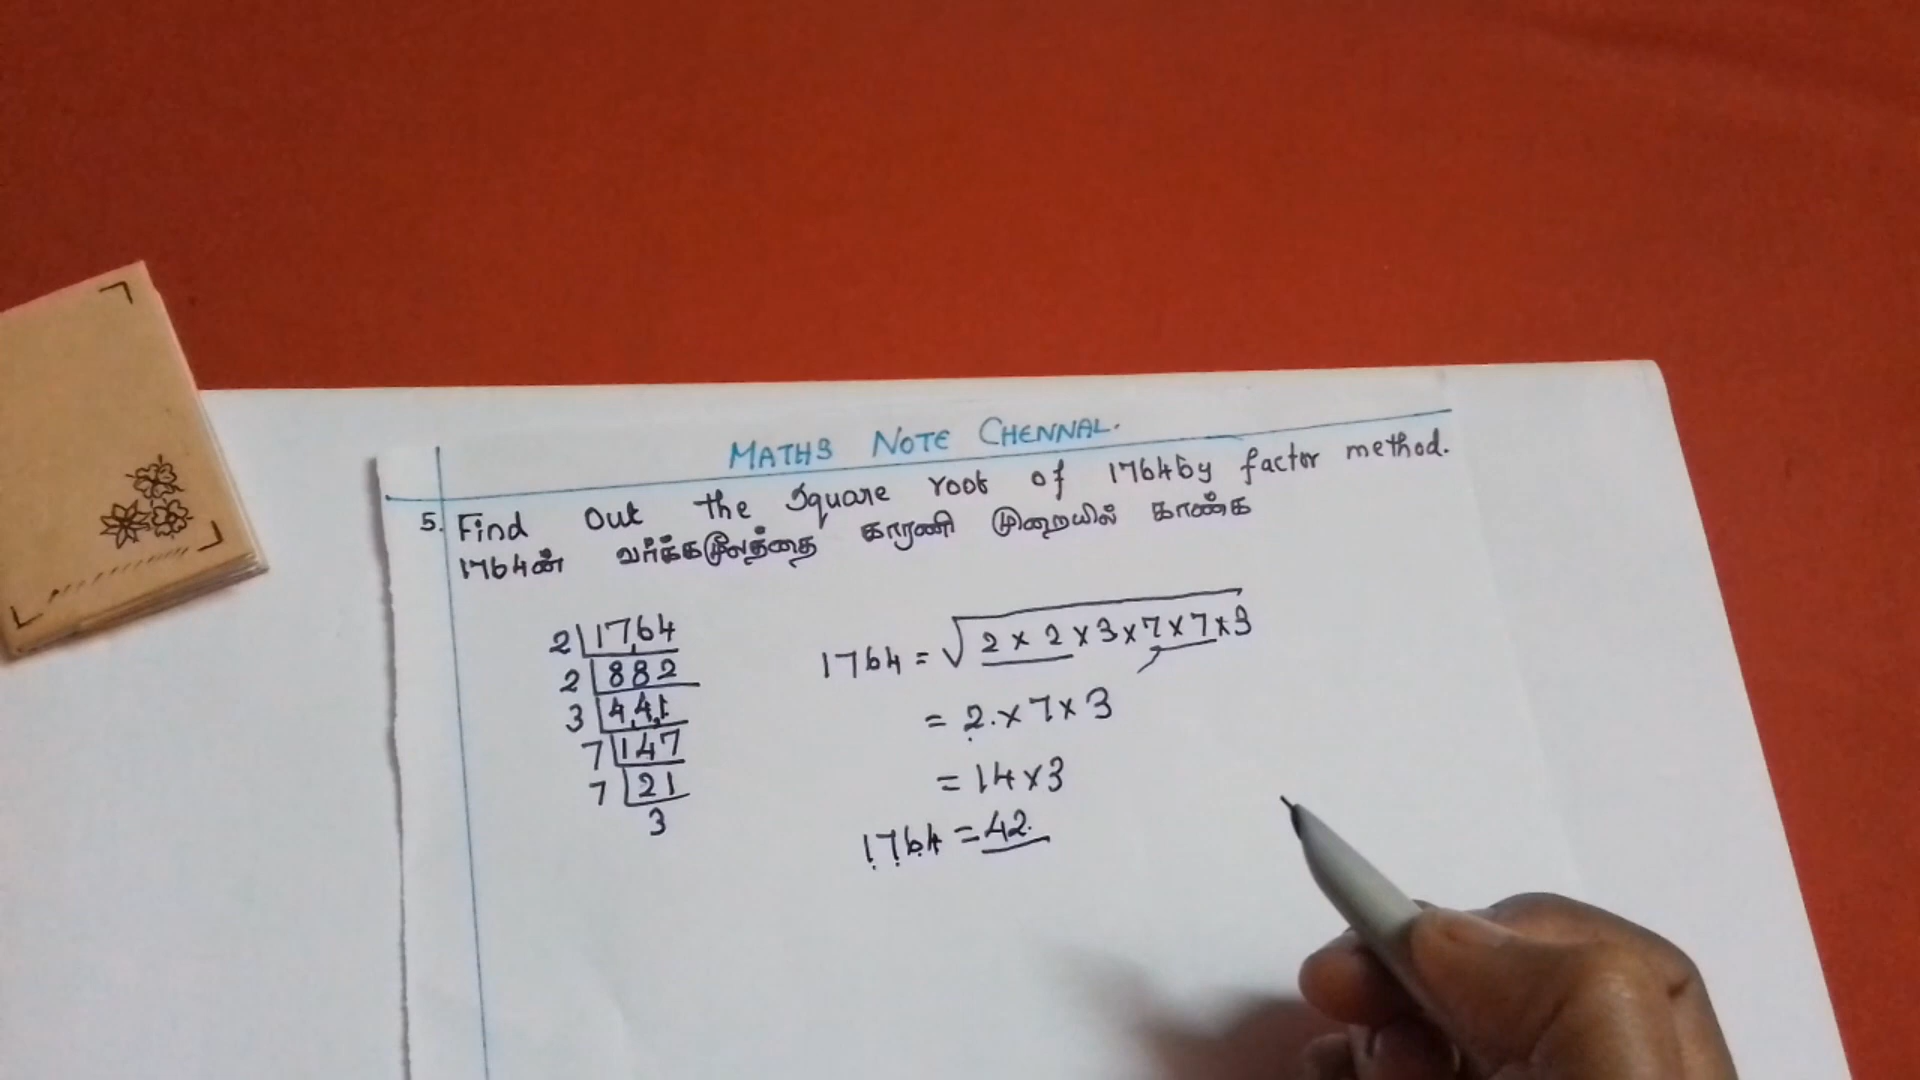 MATHS NOTE CHENNAL.
5. Find Out the Square root of 1764 by factor method.
1764ன் வர்க்கமூலத்தை காரணி முறையில் காண்க
2 1764
2 882
3 441
7 147
7 21
3
1764 = √2 × 2 × 3 × 7 × 7 × 3
= 2 × 7 × 3
= 14 × 3
1764 = 42.